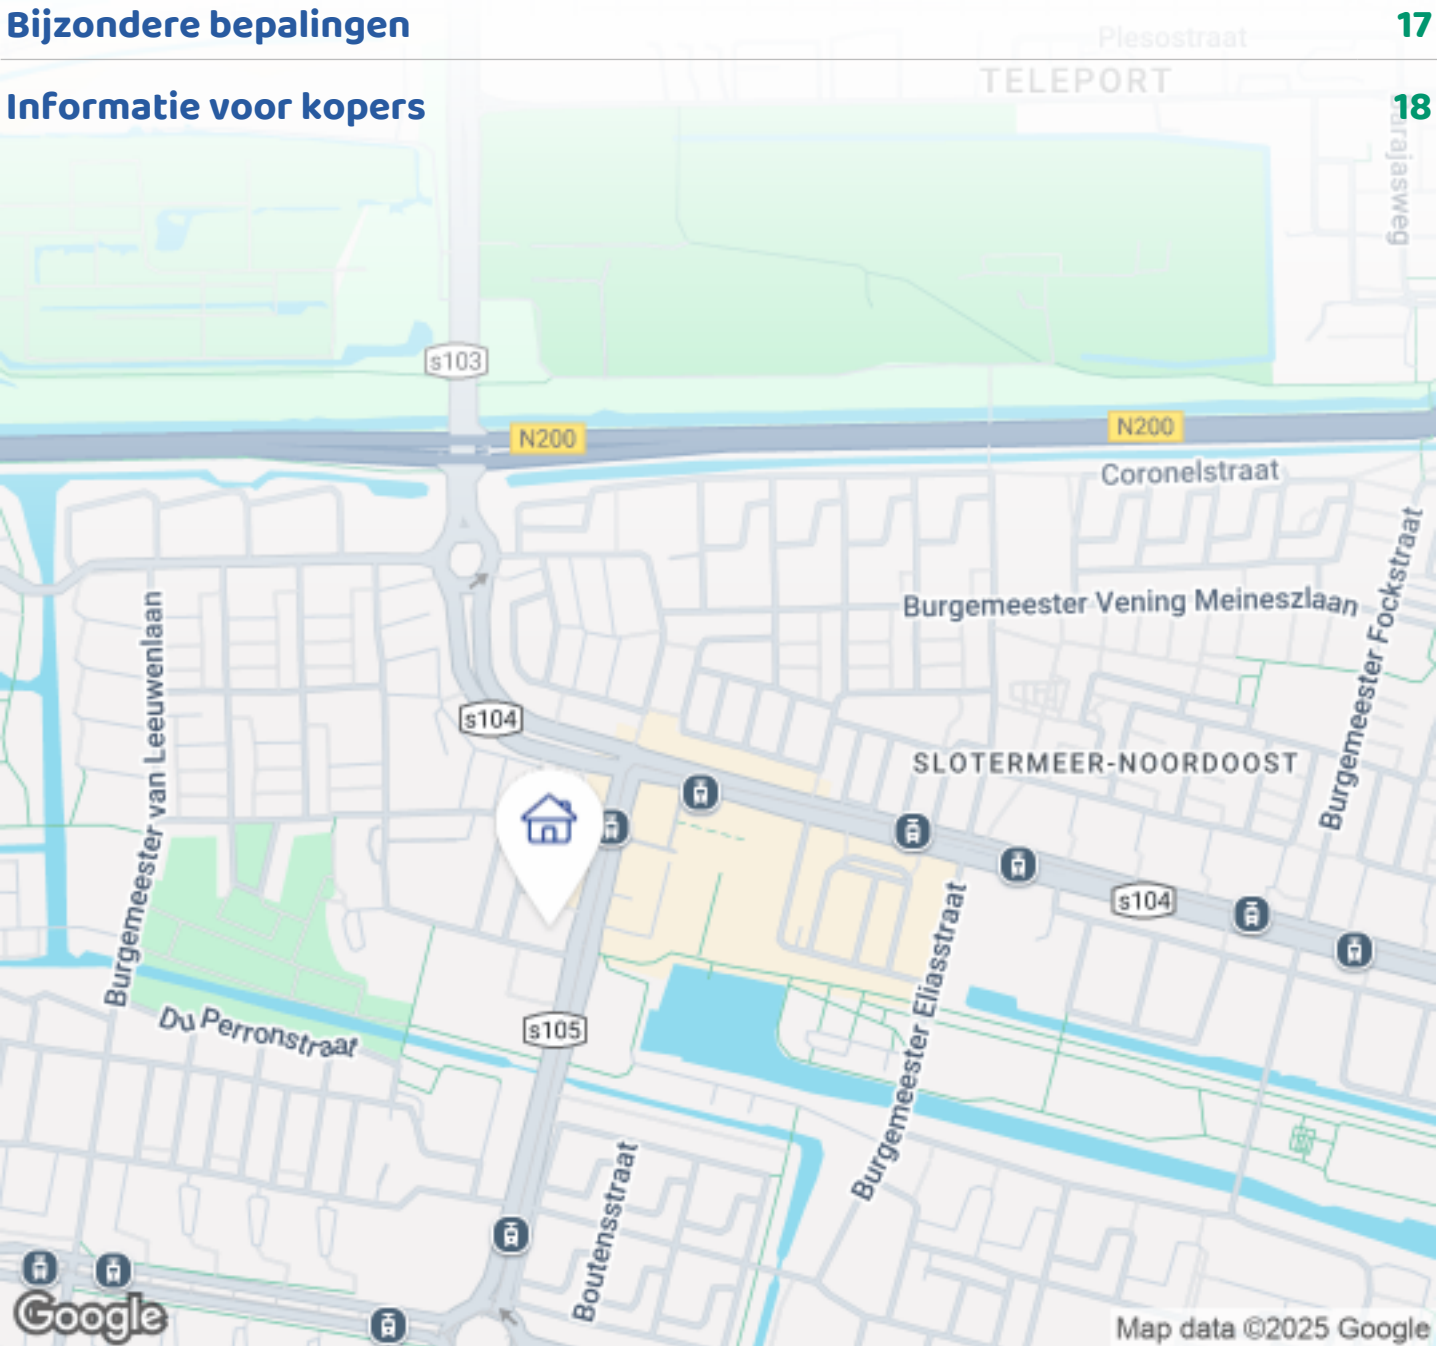 Bijzondere bepalingen 17
Plesostraat
TELEPORT
Informatie voor kopers 18
Barajasweg
s103
N200
N200
Coronelstraat
Burgemeester Fockstraat
Burgemeester Vening Meineszlaan
Burgemeester van Leeuwenlaan
s104
SLOTERMEER-NOORDOOST
s104
Burgemeester Eliasstraat
Du Perronstraat
s105
Boutensstraat
Google
Map data ©2025 Google